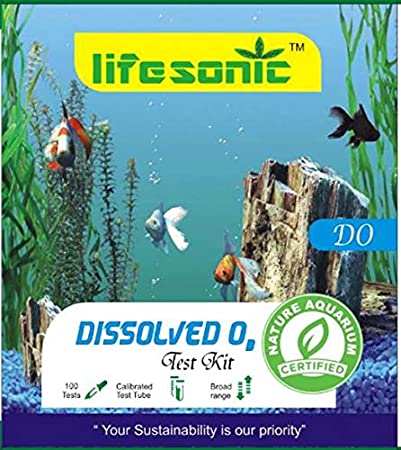 lifesonic™
DO
DISSOLVED O₂
Test Kit
NATURE AQUARIUM
CERTIFIED
100
Tests
Calibrated
Test Tube
Broad
range
“ Your Sustainability is our priority”